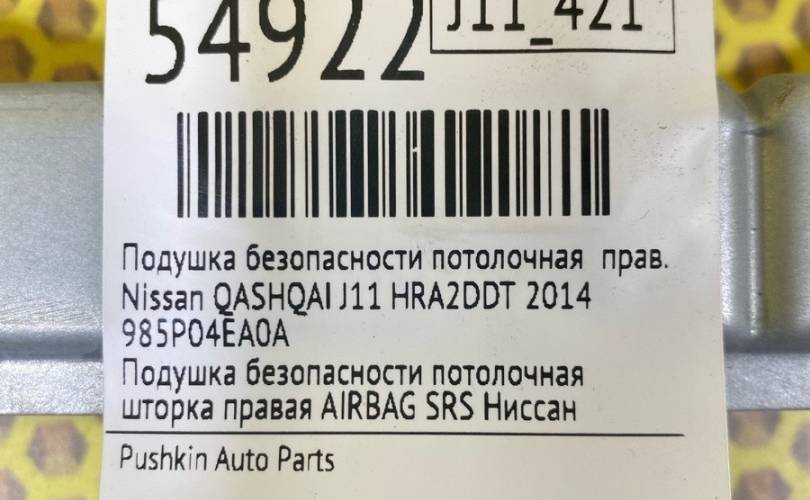 54922
J11_421
Подушка безопасности потолочная прав.
Nissan QASHQAI J11 HRA2DDT 2014
985P04EA0A
Подушка безопасности потолочная
шторка правая AIRBAG SRS Ниссан
Pushkin Auto Parts